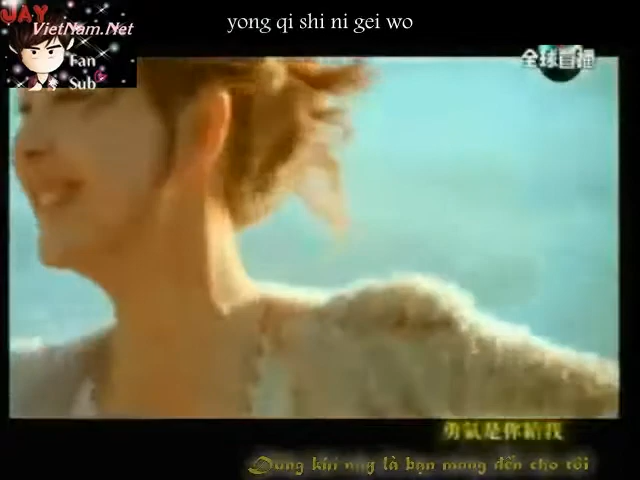 JAY
VietNam.Net
Fan
Sub
yong qi shi ni gei wo
全球首播
勇氣是你給我
Dung khí này là bạn mang đến cho tôi